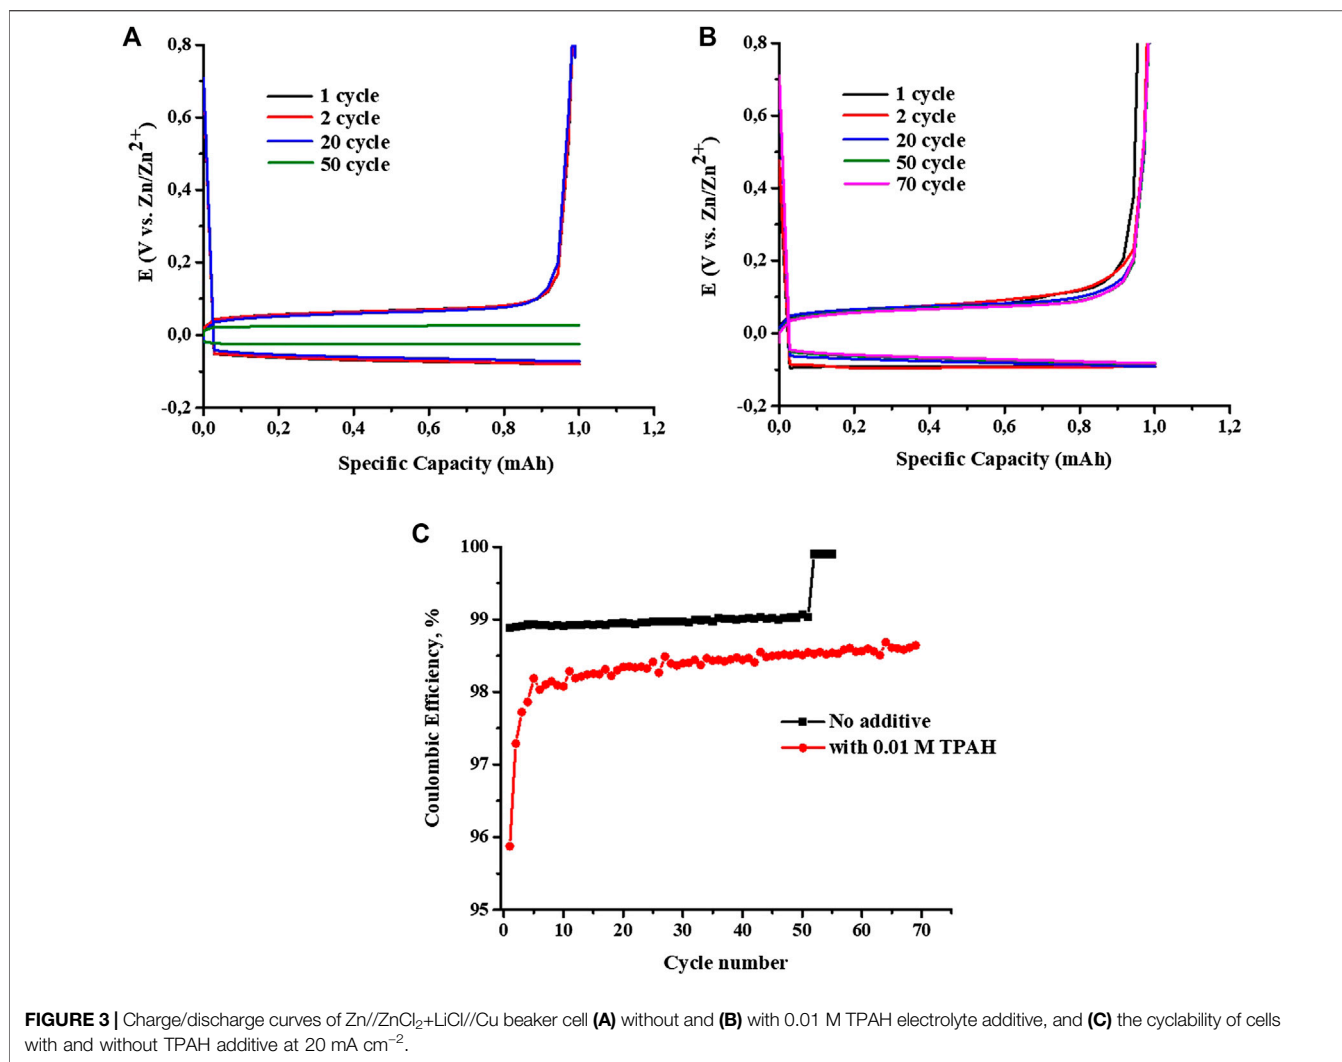 A
0,8
0,6
0,4
0,2
0,0
-0,2
E (V vs. Zn/Zn²⁺)
1 cycle
2 cycle
20 cycle
50 cycle
0,0 0,2 0,4 0,6 0,8 1,0 1,2
Specific Capacity (mAh)
B
0,8
0,6
0,4
0,2
0,0
-0,2
E (V vs. Zn/Zn²⁺)
1 cycle
2 cycle
20 cycle
50 cycle
70 cycle
0,0 0,2 0,4 0,6 0,8 1,0 1,2
Specific Capacity (mAh)
C
100
99
98
97
96
95
Coulombic Efficiency, %
No additive
with 0.01 M TPAH
0 10 20 30 40 50 60 70
Cycle number
FIGURE 3 | Charge/discharge curves of Zn//ZnCl₂+LiCl//Cu beaker cell (A) without and (B) with 0.01 M TPAH electrolyte additive, and (C) the cyclability of cells
with and without TPAH additive at 20 mA cm⁻².